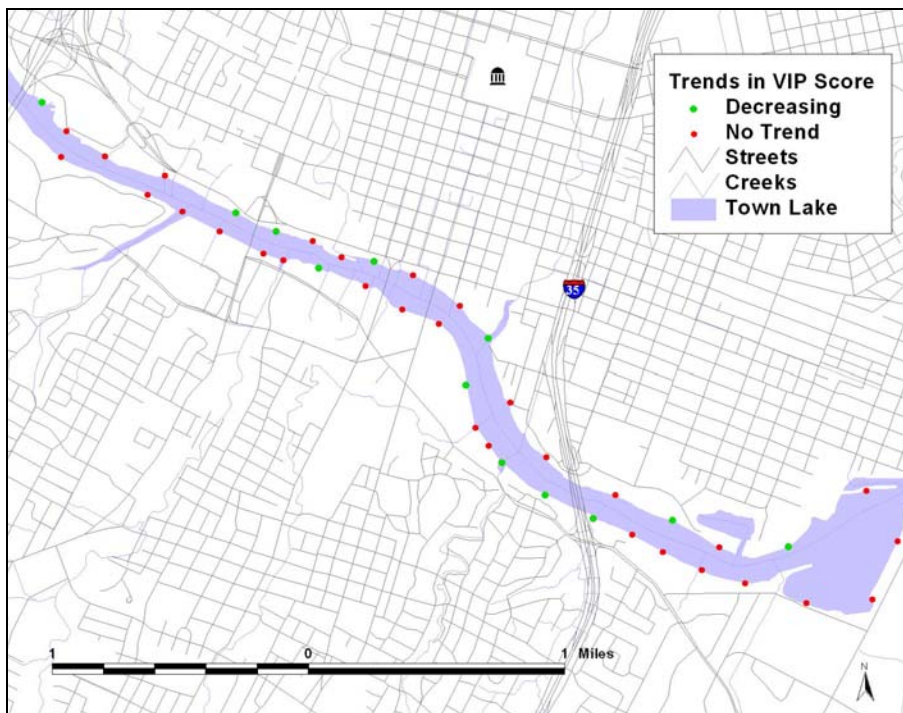 Trends in VIP Score
Decreasing
No Trend
Streets
Creeks
Town Lake
35
1 0 1 Miles
N